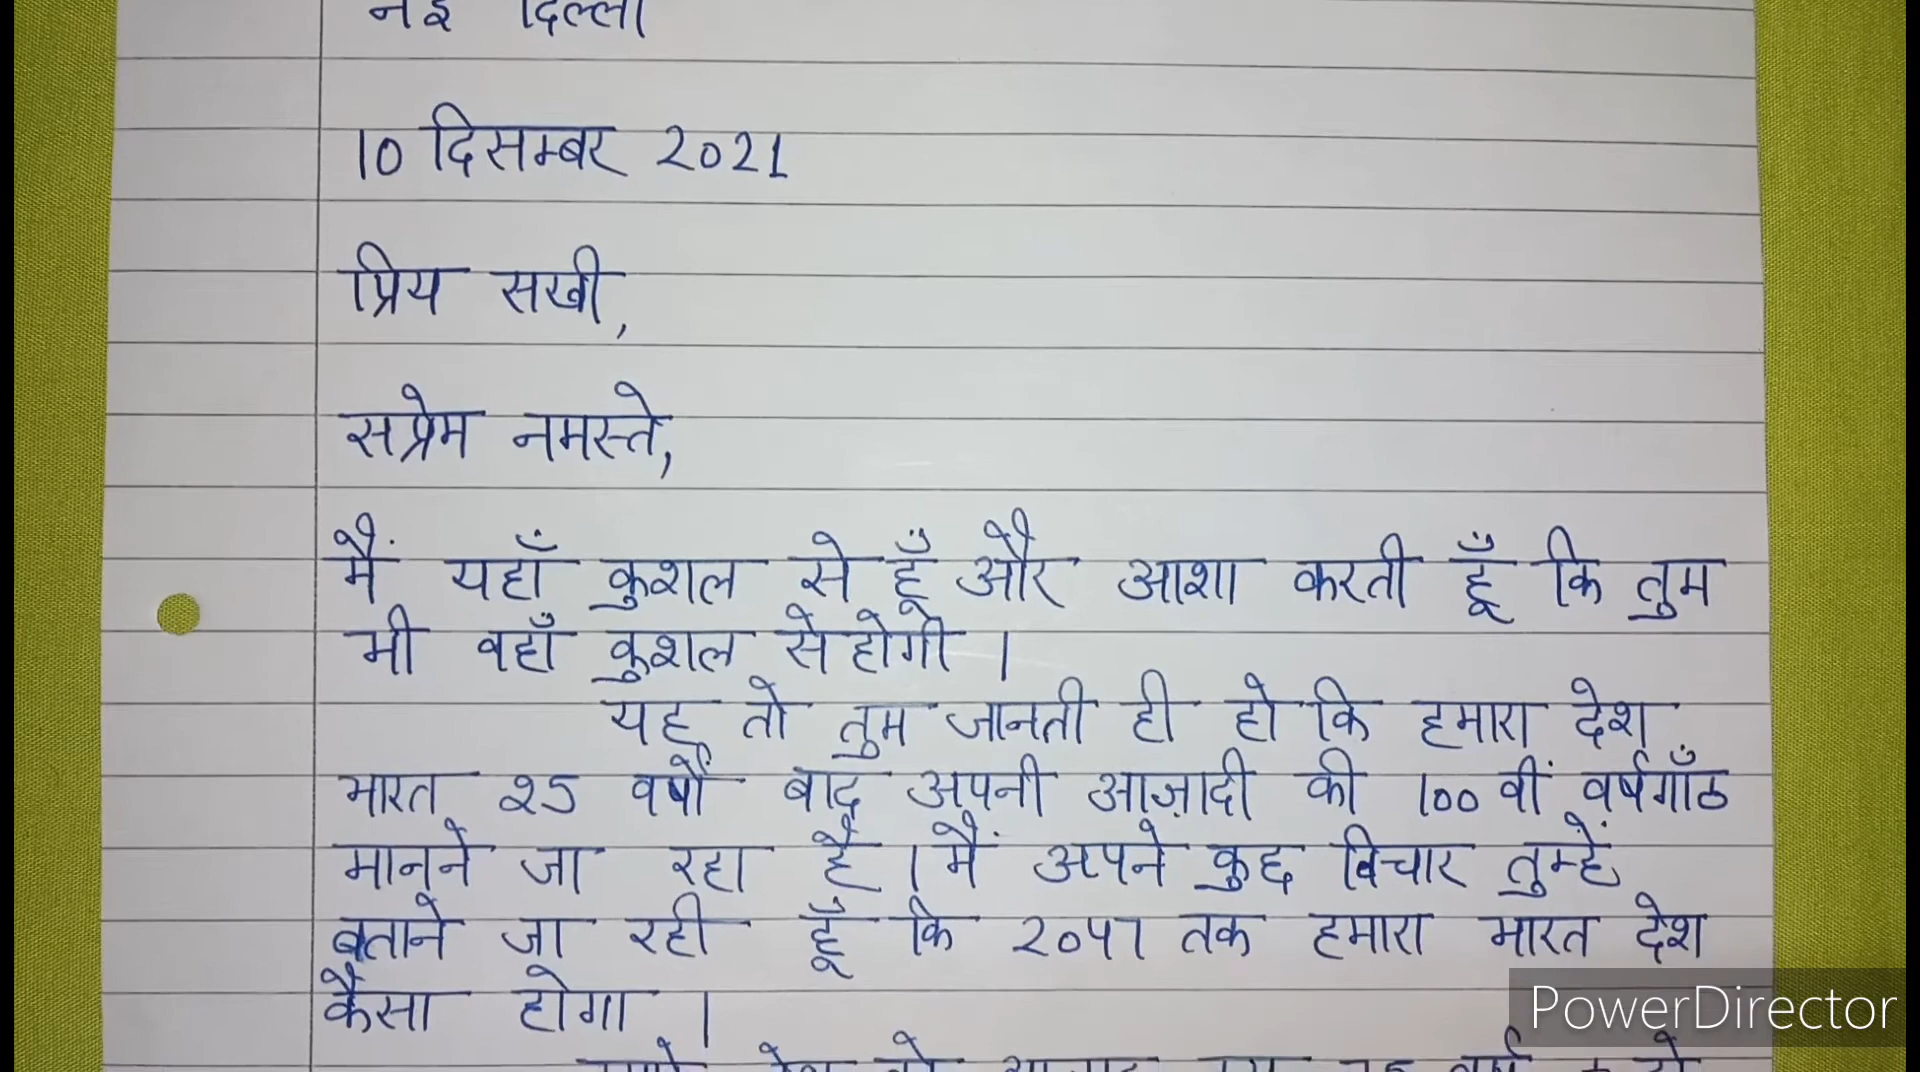 नई दिल्ली
10 दिसम्बर 2021
प्रिय सखी,
सप्रेम नमस्ते,
मैं यहाँ कुशल से हूँ और आशा करती हूँ कि तुम
भी वहाँ कुशल से होगी ।
यह तो तुम जानती ही हो कि हमारा देश
भारत 25 वर्षों बाद अपनी आज़ादी की 100 वीं वर्षगाँठ
मानने जा रहा है । मैं अपने कुछ विचार तुम्हें
बताने जा रही हूँ कि 2047 तक हमारा भारत देश
कैसा होगा ।
PowerDirector